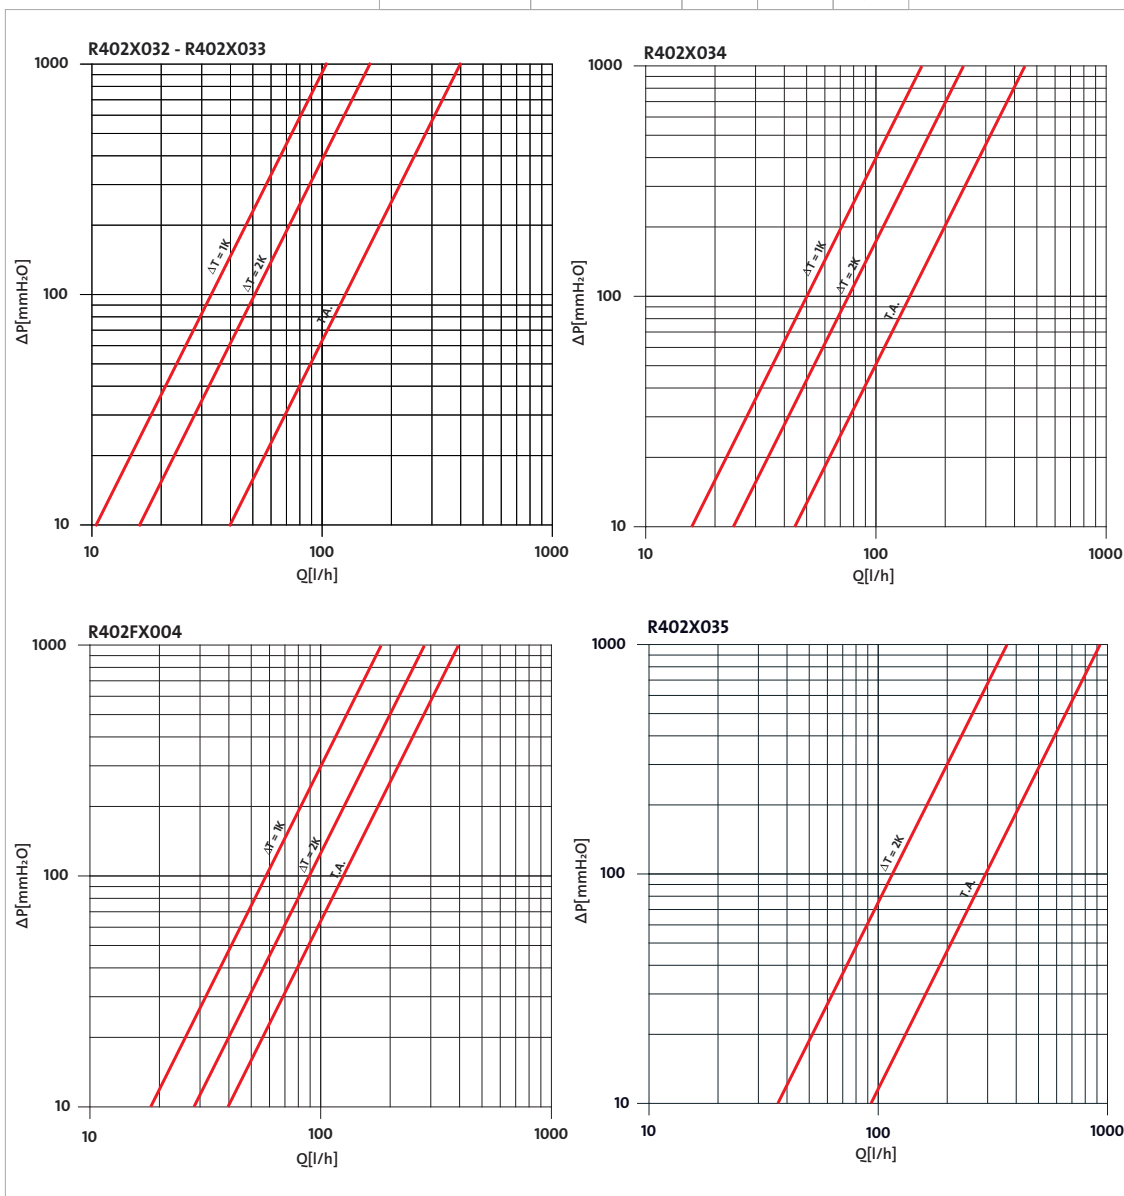 R402X032 - R402X033
1000
100
10
ΔP[mmH₂O]
ΔT = 1K
ΔT = 2K
T.A.
10
100
1000
Q[l/h]
R402X034
1000
100
10
ΔP[mmH₂O]
ΔT = 1K
ΔT = 2K
T.A.
10
100
1000
Q[l/h]
R402FX004
1000
100
10
ΔP[mmH₂O]
ΔT = 1K
ΔT = 2K
T.A.
10
100
1000
Q[l/h]
R402X035
1000
100
10
ΔP[mmH₂O]
ΔT = 2K
T.A.
10
100
1000
Q[l/h]